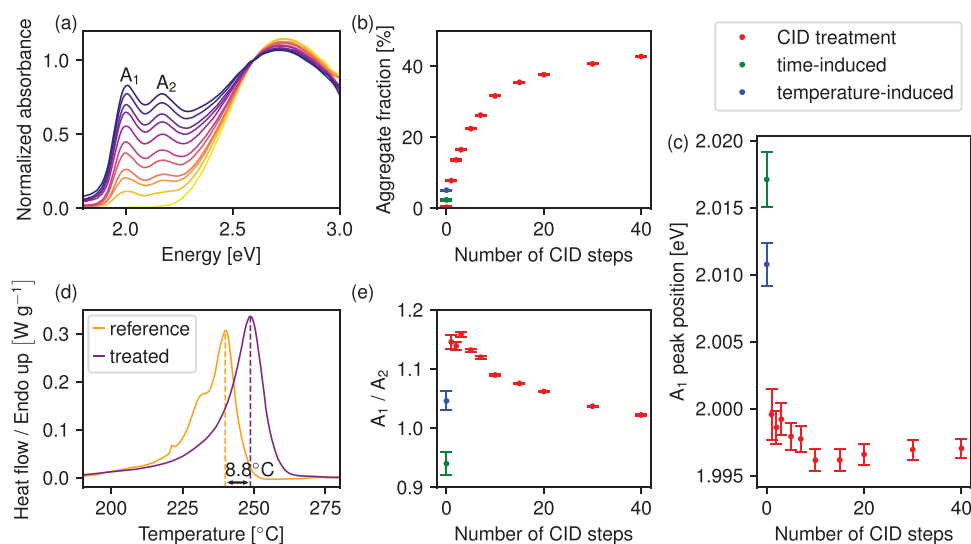 (a)
Normalized absorbance
1.0
0.5
0.0
A1
A2
2.0
2.5
3.0
Energy [eV]
(b)
Aggregate fraction [%]
40
20
0
0
20
40
Number of CID steps
CID treatment
time-induced
temperature-induced
(c)
A1 peak position [eV]
2.020
2.015
2.010
2.005
2.000
1.995
0
20
40
Number of CID steps
(d)
Heat flow / Endo up [W g−1]
0.3
0.2
0.1
0.0
reference
treated
8.8°C
200
225
250
275
Temperature [°C]
(e)
A1 / A2
1.2
1.1
1.0
0.9
0
20
40
Number of CID steps